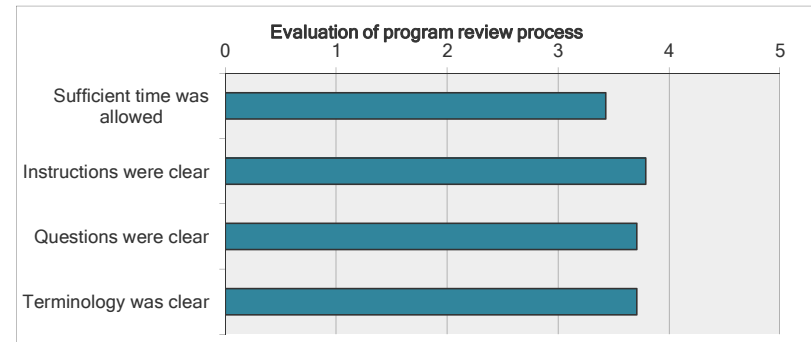 Evaluation of program review process
0 1 2 3 4 5
Sufficient time was
allowed
Instructions were clear
Questions were clear
Terminology was clear